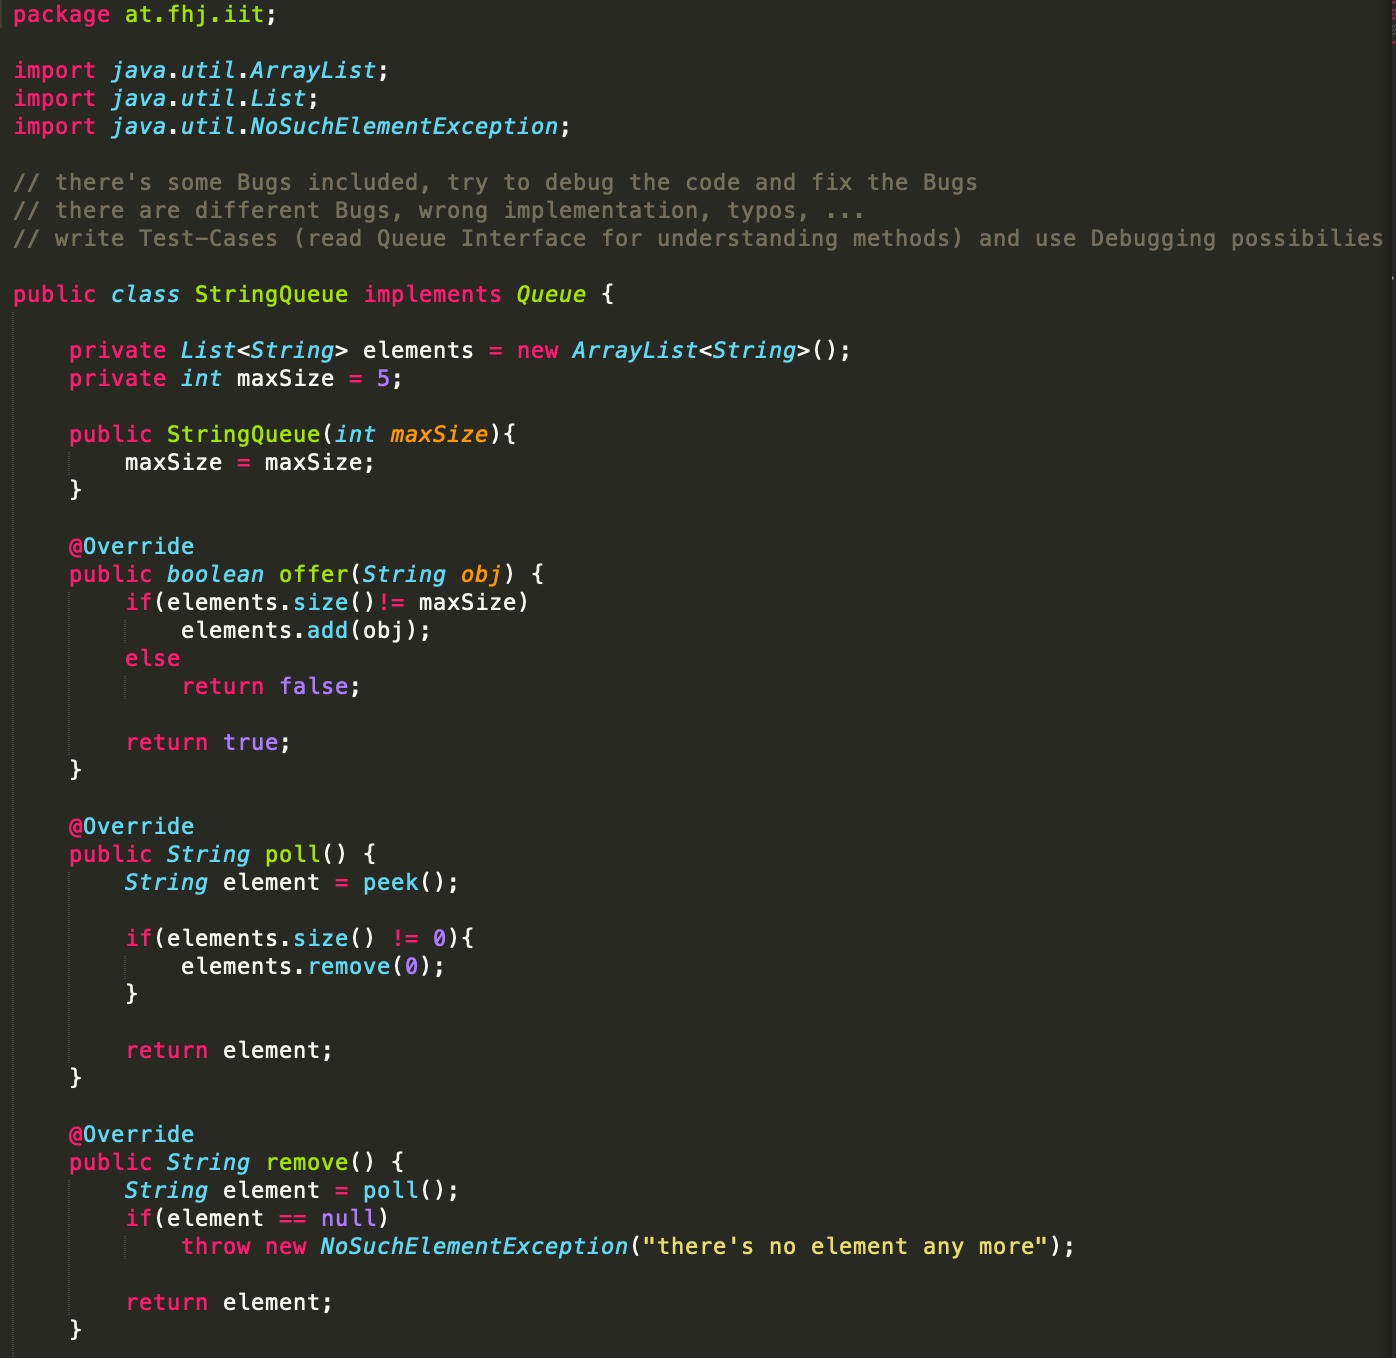 package at.fhj.iit;

import java.util.ArrayList;
import java.util.List;
import java.util.NoSuchElementException;

// there's some Bugs included, try to debug the code and fix the Bugs
// there are different Bugs, wrong implementation, typos, ...
// write Test-Cases (read Queue Interface for understanding methods) and use Debugging possibilies

public class StringQueue implements Queue {

    private List<String> elements = new ArrayList<String>();
    private int maxSize = 5;

    public StringQueue(int maxSize){
        maxSize = maxSize;
    }

    @Override
    public boolean offer(String obj) {
        if(elements.size()!= maxSize)
            elements.add(obj);
        else
            return false;

        return true;
    }

    @Override
    public String poll() {
        String element = peek();

        if(elements.size() != 0){
            elements.remove(0);
        }

        return element;
    }

    @Override
    public String remove() {
        String element = poll();
        if(element == null)
            throw new NoSuchElementException("there's no element any more");

        return element;
    }